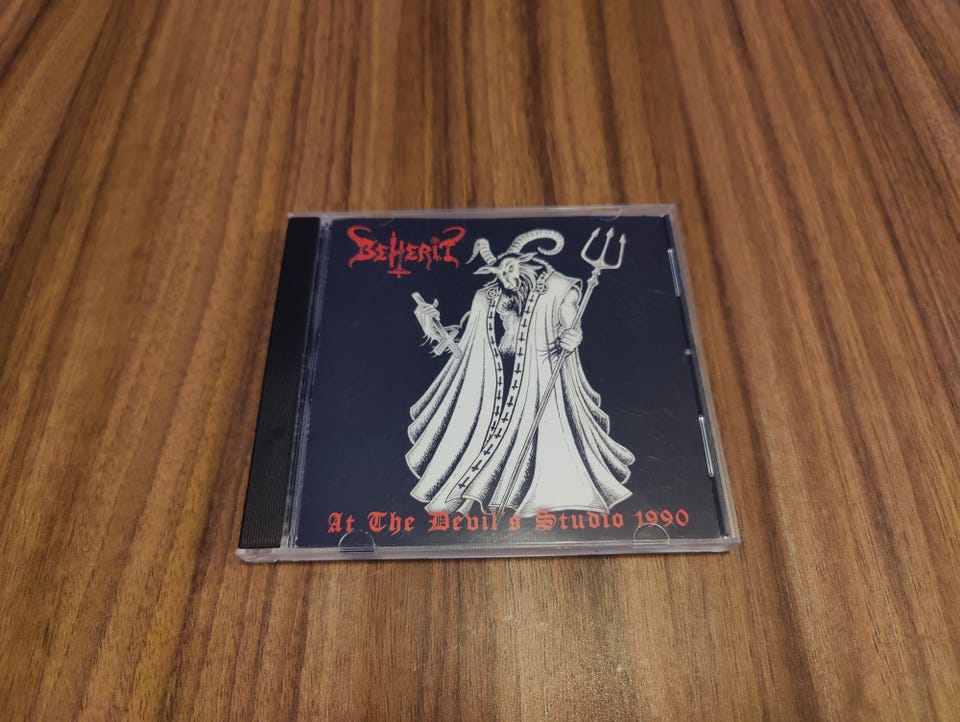 BEHERIT
At The Devil's Studio 1990